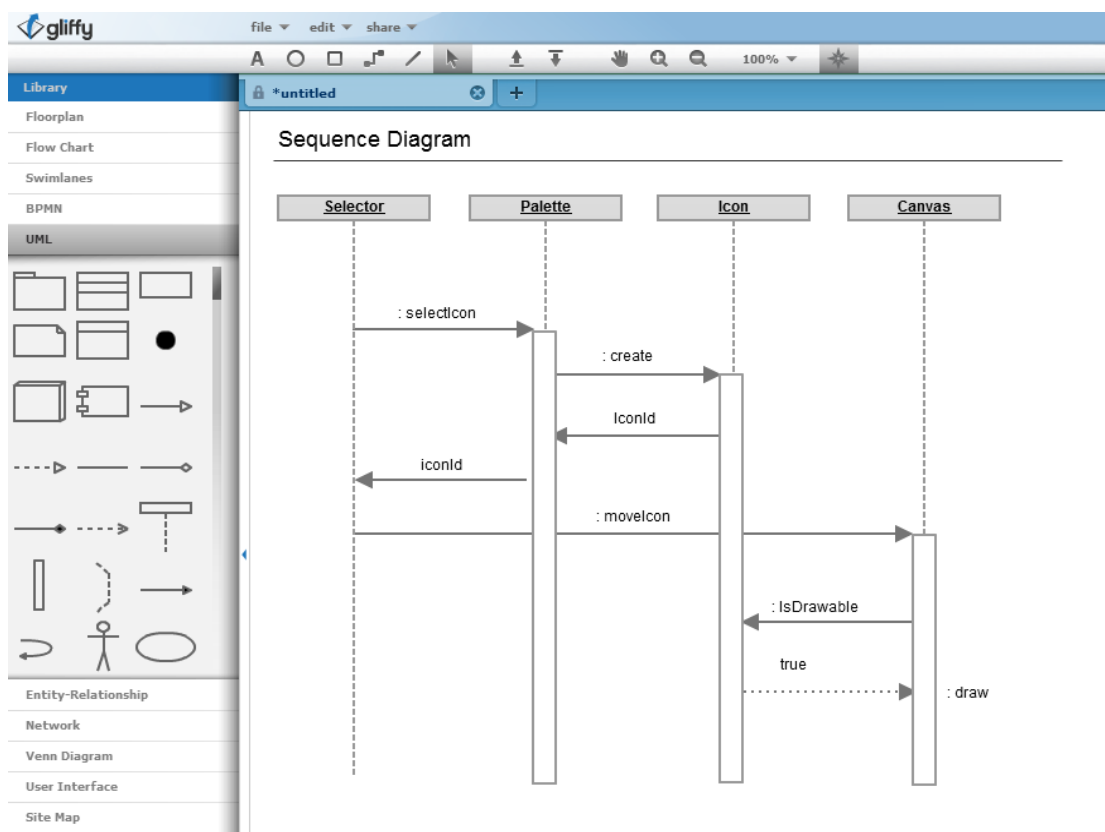 gliffy
file edit share
A
100%
Library
*untitled
+
Floorplan
Flow Chart
Swimlanes
BPMN
UML
Entity-Relationship
Network
Venn Diagram
User Interface
Site Map
Sequence Diagram
Selector Palette Icon Canvas
: selectIcon
: create
IconId
iconId
: moveIcon
: IsDrawable
true
: draw